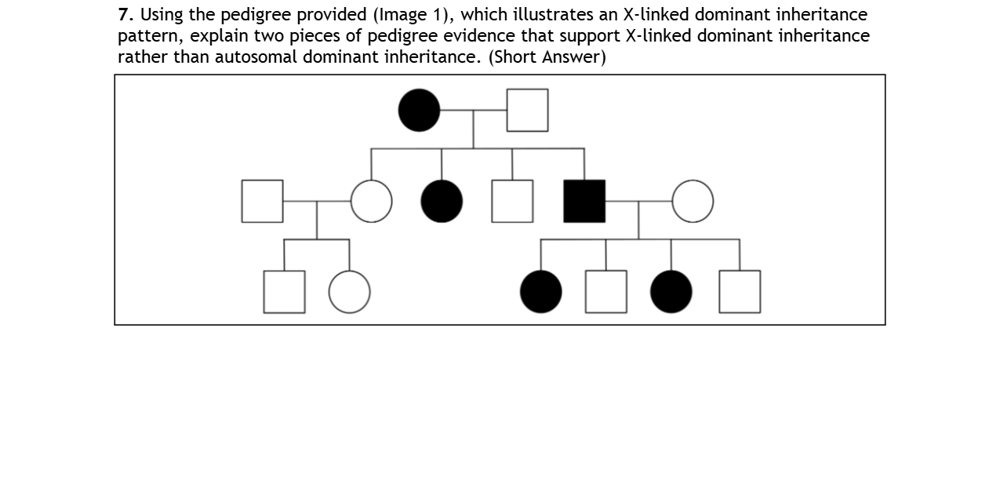 7. Using the pedigree provided (Image 1), which illustrates an X-linked dominant inheritance
pattern, explain two pieces of pedigree evidence that support X-linked dominant inheritance
rather than autosomal dominant inheritance. (Short Answer)